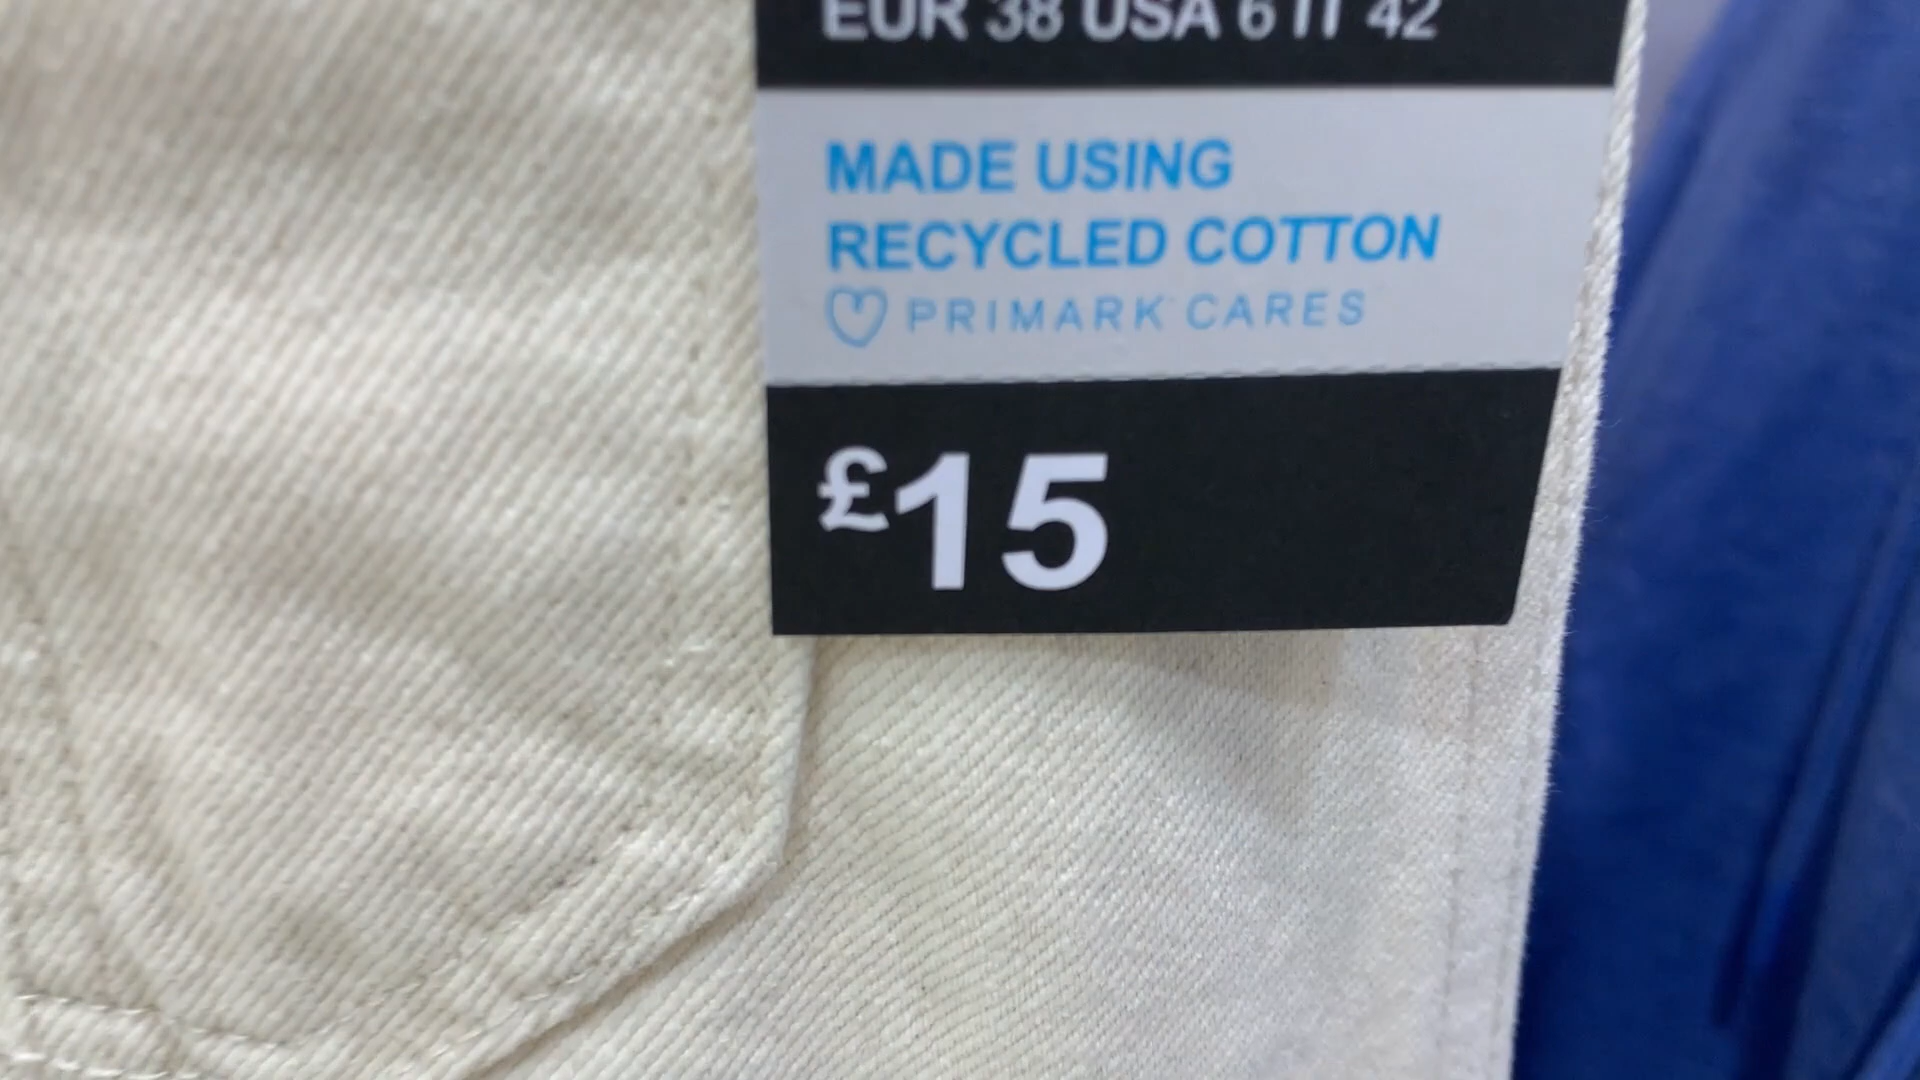 EUR 38 USA 6 IT 42
MADE USING
RECYCLED COTTON
PRIMARK CARES
£15